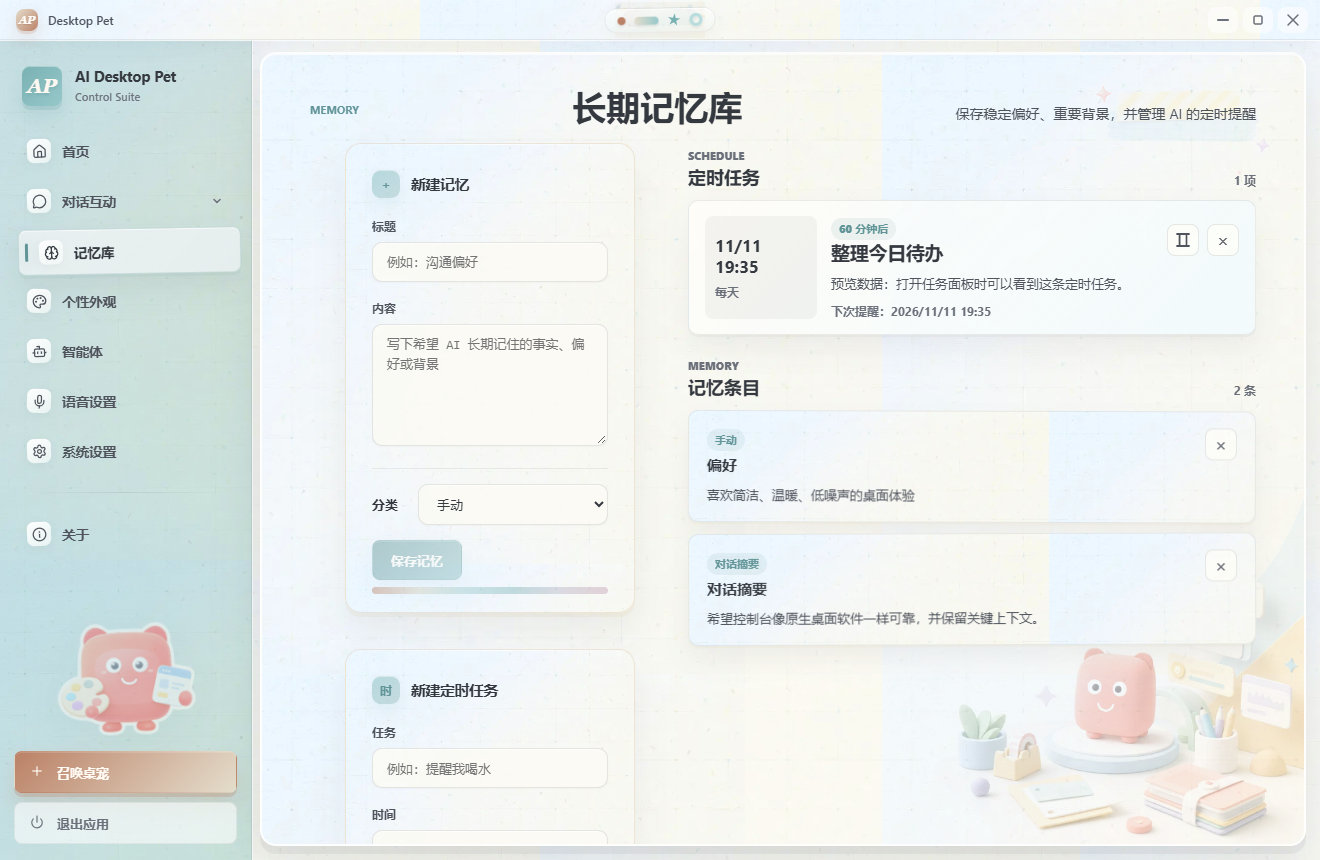 AP Desktop Pet
AP
AI Desktop Pet
Control Suite
首页
对话互动
记忆库
个性外观
智能体
语音设置
系统设置
关于
+ 召唤桌宠
退出应用
MEMORY
长期记忆库
保存稳定偏好、重要背景，并管理 AI 的定时提醒
+ 新建记忆
标题
例如：沟通偏好
内容
写下希望 AI 长期记住的事实、偏
好或背景
分类 手动
保存记忆
时 新建定时任务
任务
例如：提醒我喝水
时间
SCHEDULE
定时任务
1 项
11/11
19:35
每天
60 分钟后
整理今日待办
预览数据：打开任务面板时可以看到这条定时任务。
下次提醒：2026/11/11 19:35
MEMORY
记忆条目
2 条
手动
偏好
喜欢简洁、温暖、低噪声的桌面体验
对话摘要
对话摘要
希望控制台像原生桌面软件一样可靠，并保留关键上下文。